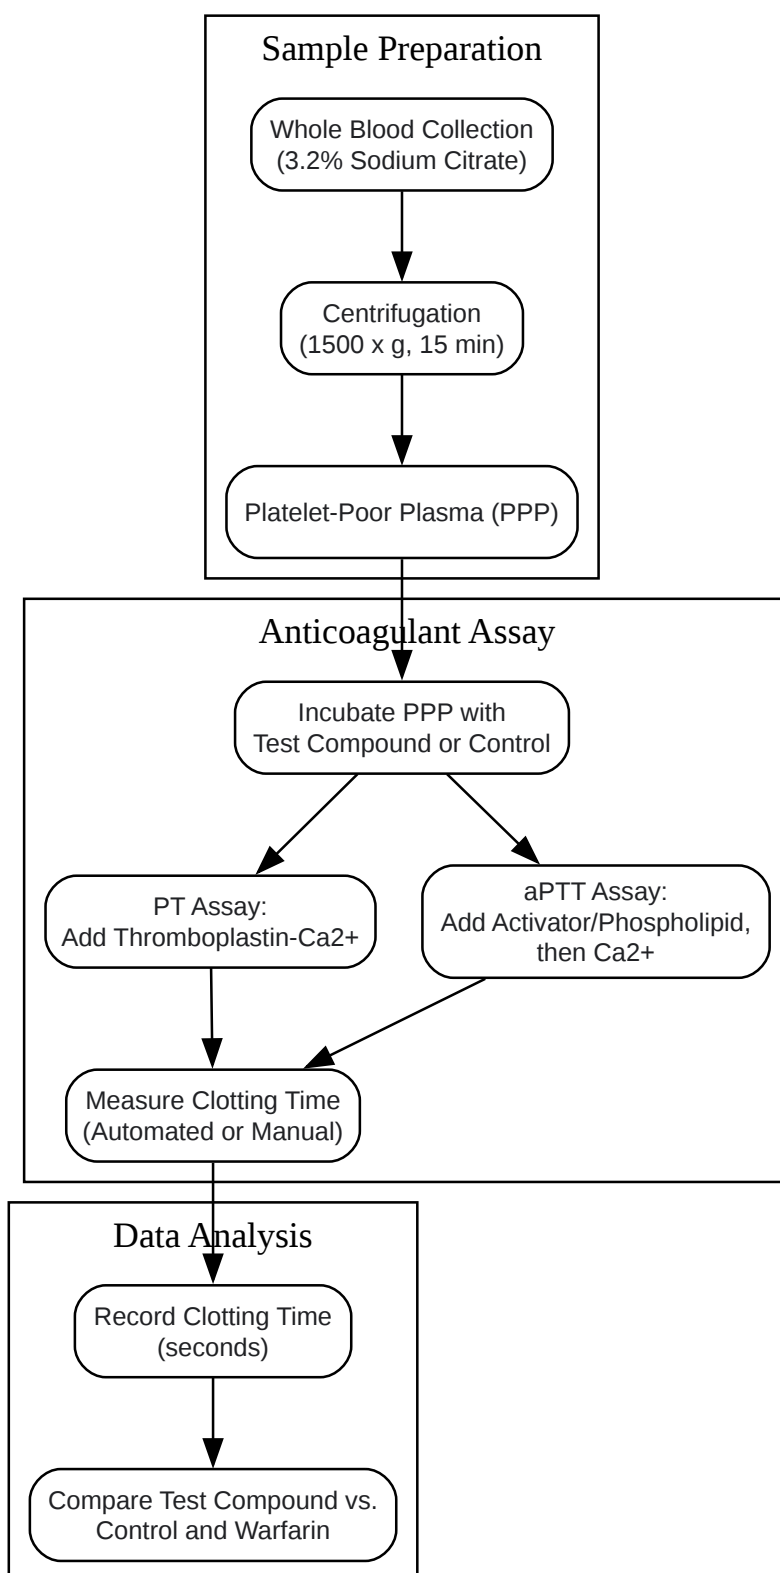 Sample Preparation
Whole Blood Collection
(3.2% Sodium Citrate)
Centrifugation
(1500 x g, 15 min)
Platelet-Poor Plasma (PPP)
Anticoagulant Assay
Incubate PPP with
Test Compound or Control
PT Assay:
Add Thromboplastin-Ca2+
aPTT Assay:
Add Activator/Phospholipid,
then Ca2+
Measure Clotting Time
(Automated or Manual)
Data Analysis
Record Clotting Time
(seconds)
Compare Test Compound vs.
Control and Warfarin